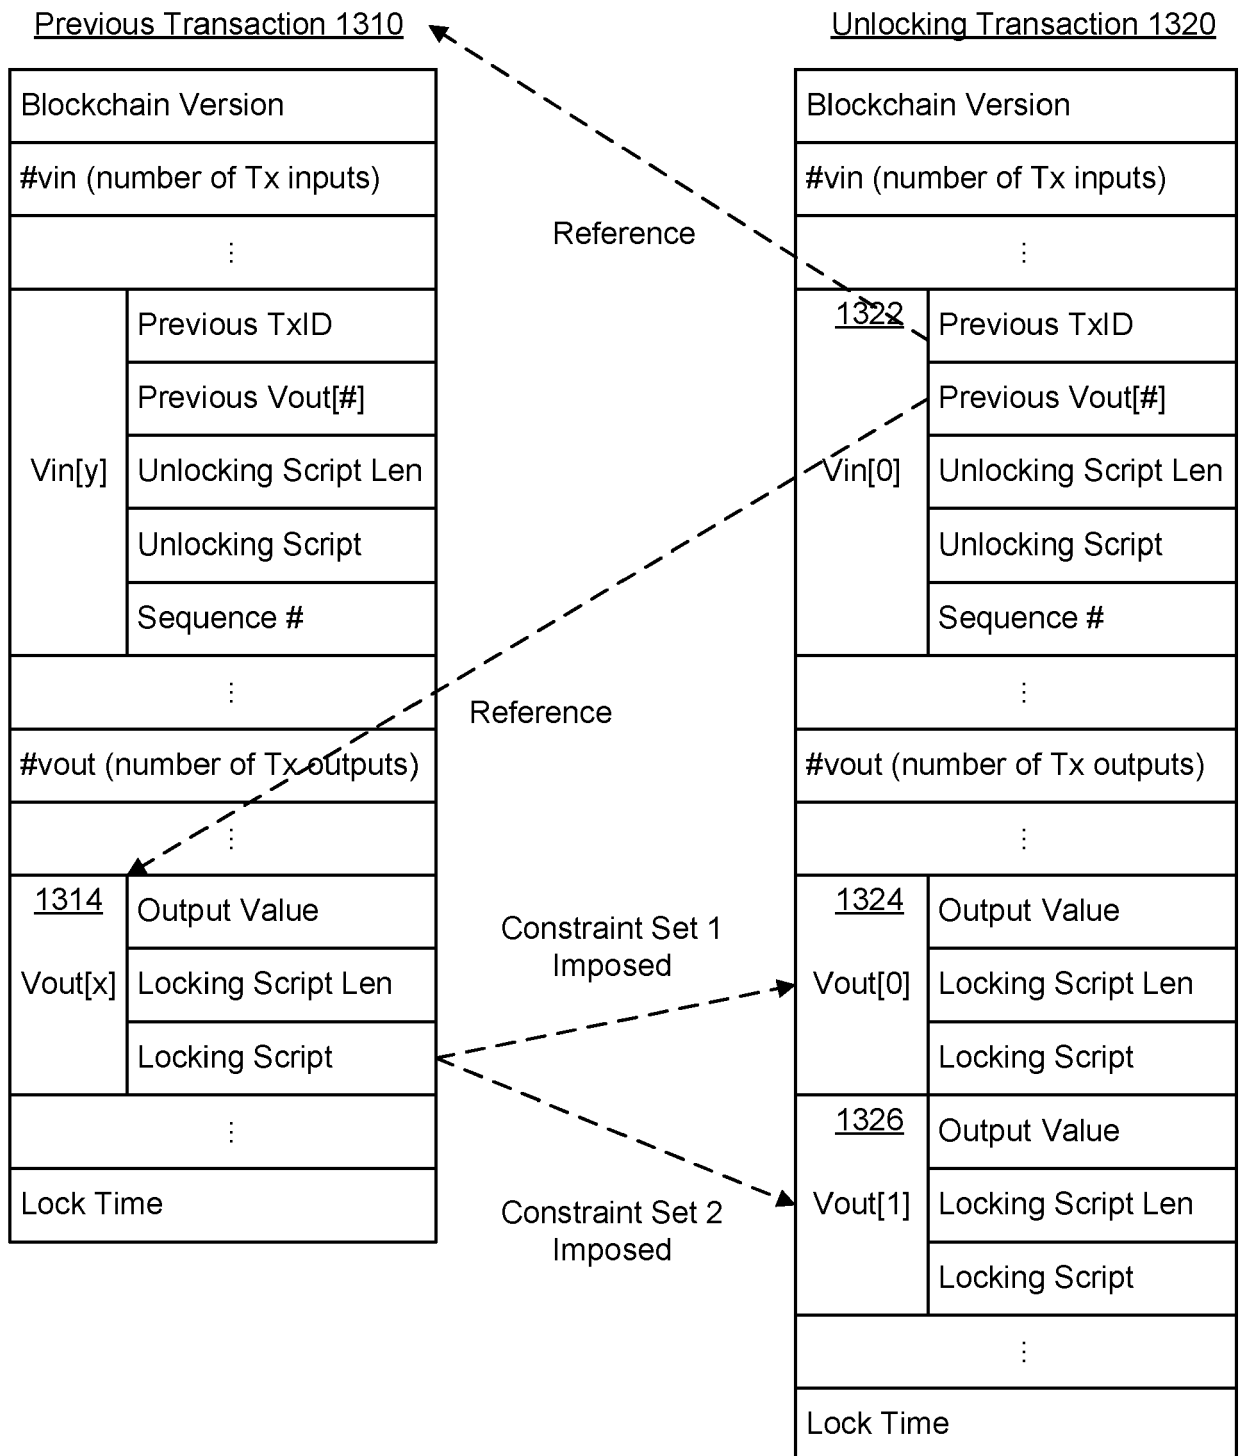 Previous Transaction 1310
Blockchain Version
#vin (number of Tx inputs)
⋮
Vin[y]
Previous TxID
Previous Vout[#]
Unlocking Script Len
Unlocking Script
Sequence #
⋮
#vout (number of Tx outputs)
⋮
1314
Vout[x]
Output Value
Locking Script Len
Locking Script
⋮
Lock Time
Reference
Reference
Constraint Set 1
Imposed
Constraint Set 2
Imposed
Unlocking Transaction 1320
Blockchain Version
#vin (number of Tx inputs)
⋮
1322
Vin[0]
Previous TxID
Previous Vout[#]
Unlocking Script Len
Unlocking Script
Sequence #
⋮
#vout (number of Tx outputs)
⋮
1324
Vout[0]
Output Value
Locking Script Len
Locking Script
1326
Vout[1]
Output Value
Locking Script Len
Locking Script
⋮
Lock Time